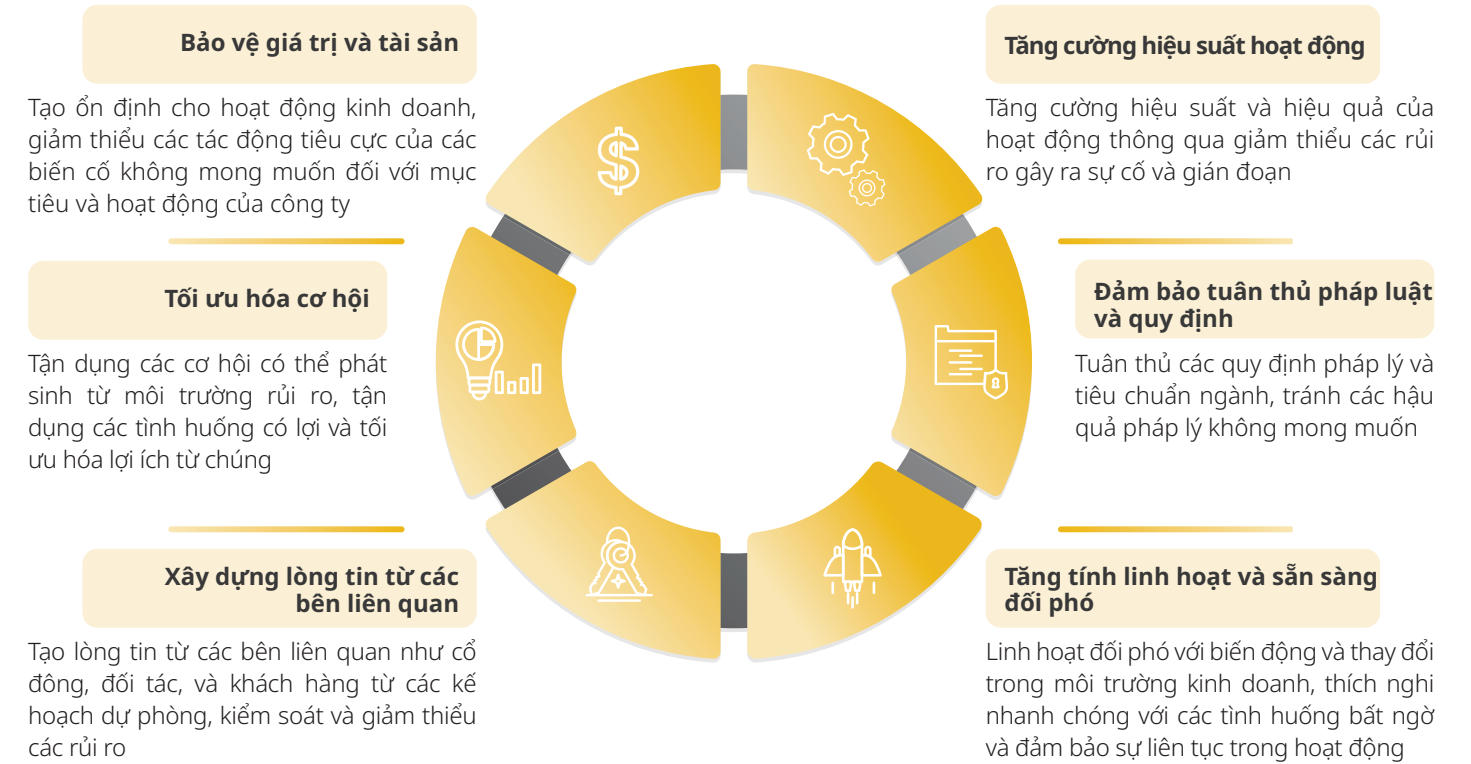 Bảo vệ giá trị và tài sản
Tạo ổn định cho hoạt động kinh doanh,
giảm thiểu các tác động tiêu cực của các
biến cố không mong muốn đối với mục
tiêu và hoạt động của công ty
Tối ưu hóa cơ hội
Tận dụng các cơ hội có thể phát
sinh từ môi trường rủi ro, tận
dụng các tình huống có lợi và tối
ưu hóa lợi ích từ chúng
Xây dựng lòng tin từ các
bên liên quan
Tạo lòng tin từ các bên liên quan như cổ
đông, đối tác, và khách hàng từ các kế
hoạch dự phòng, kiểm soát và giảm thiểu
các rủi ro
Tăng cường hiệu suất hoạt động
Tăng cường hiệu suất và hiệu quả của
hoạt động thông qua giảm thiểu các rủi
ro gây ra sự cố và gián đoạn
Đảm bảo tuân thủ pháp luật
và quy định
Tuân thủ các quy định pháp lý và
tiêu chuẩn ngành, tránh các hậu
quả pháp lý không mong muốn
Tăng tính linh hoạt và sẵn sàng
đối phó
Linh hoạt đối phó với biến động và thay đổi
trong môi trường kinh doanh, thích nghi
nhanh chóng với các tình huống bất ngờ
và đảm bảo sự liên tục trong hoạt động